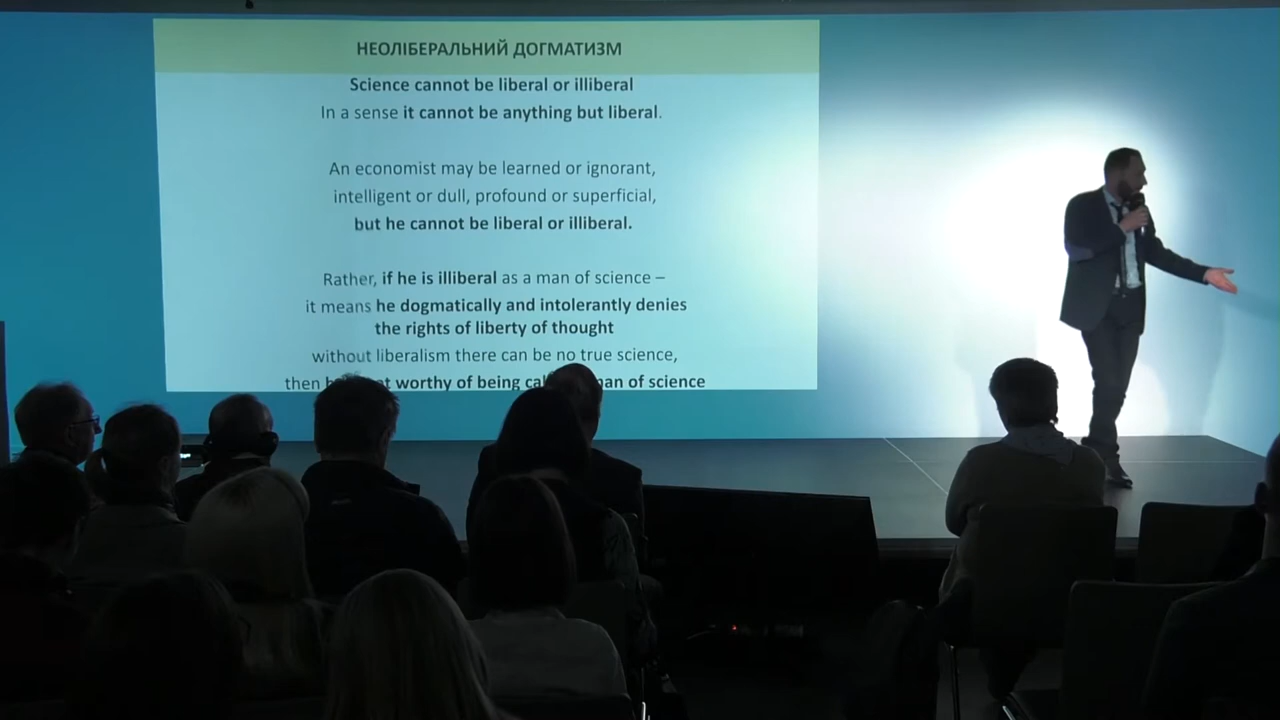 НЕОЛІБЕРАЛЬНИЙ ДОГМАТИЗМ
Science cannot be liberal or illiberal
In a sense it cannot be anything but liberal.
An economist may be learned or ignorant,
intelligent or dull, profound or superficial,
but he cannot be liberal or illiberal.
Rather, if he is illiberal as a man of science –
it means he dogmatically and intolerantly denies
the rights of liberty of thought
without liberalism there can be no true science,
then worthy of being man of science